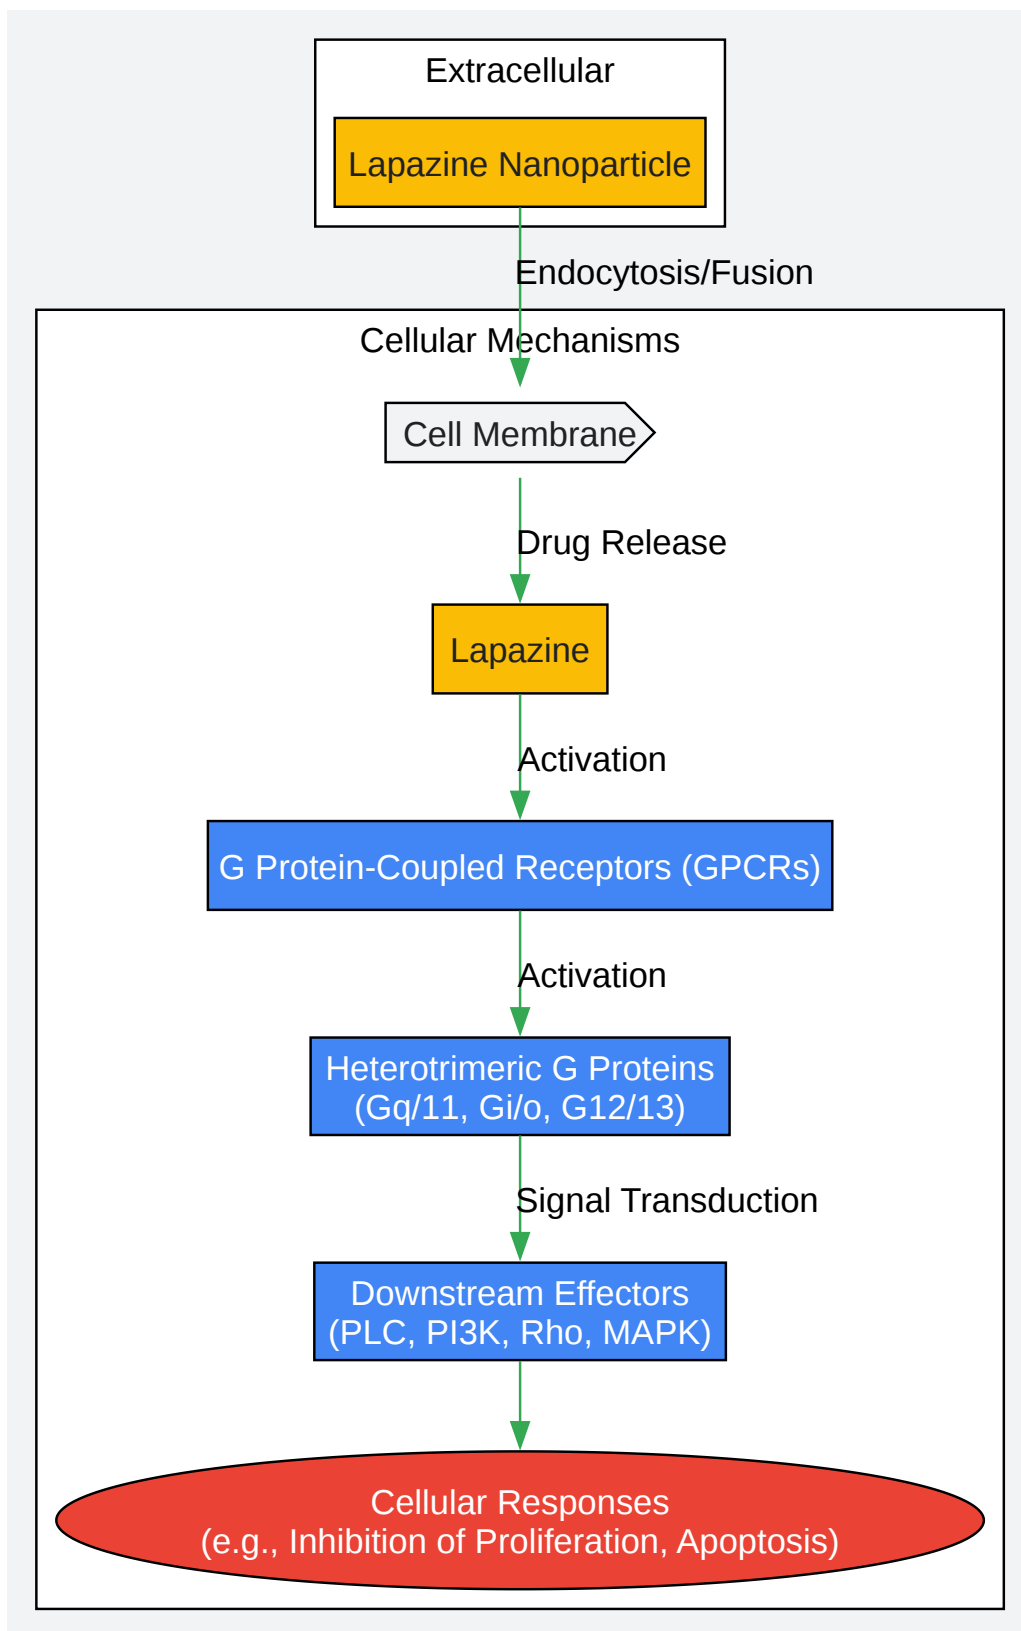 Extracellular
Lapazine Nanoparticle
Endocytosis/Fusion
Cellular Mechanisms
Cell Membrane
Drug Release
Lapazine
Activation
G Protein-Coupled Receptors (GPCRs)
Activation
Heterotrimeric G Proteins
(Gq/11, Gi/o, G12/13)
Signal Transduction
Downstream Effectors
(PLC, PI3K, Rho, MAPK)
Cellular Responses
(e.g., Inhibition of Proliferation, Apoptosis)